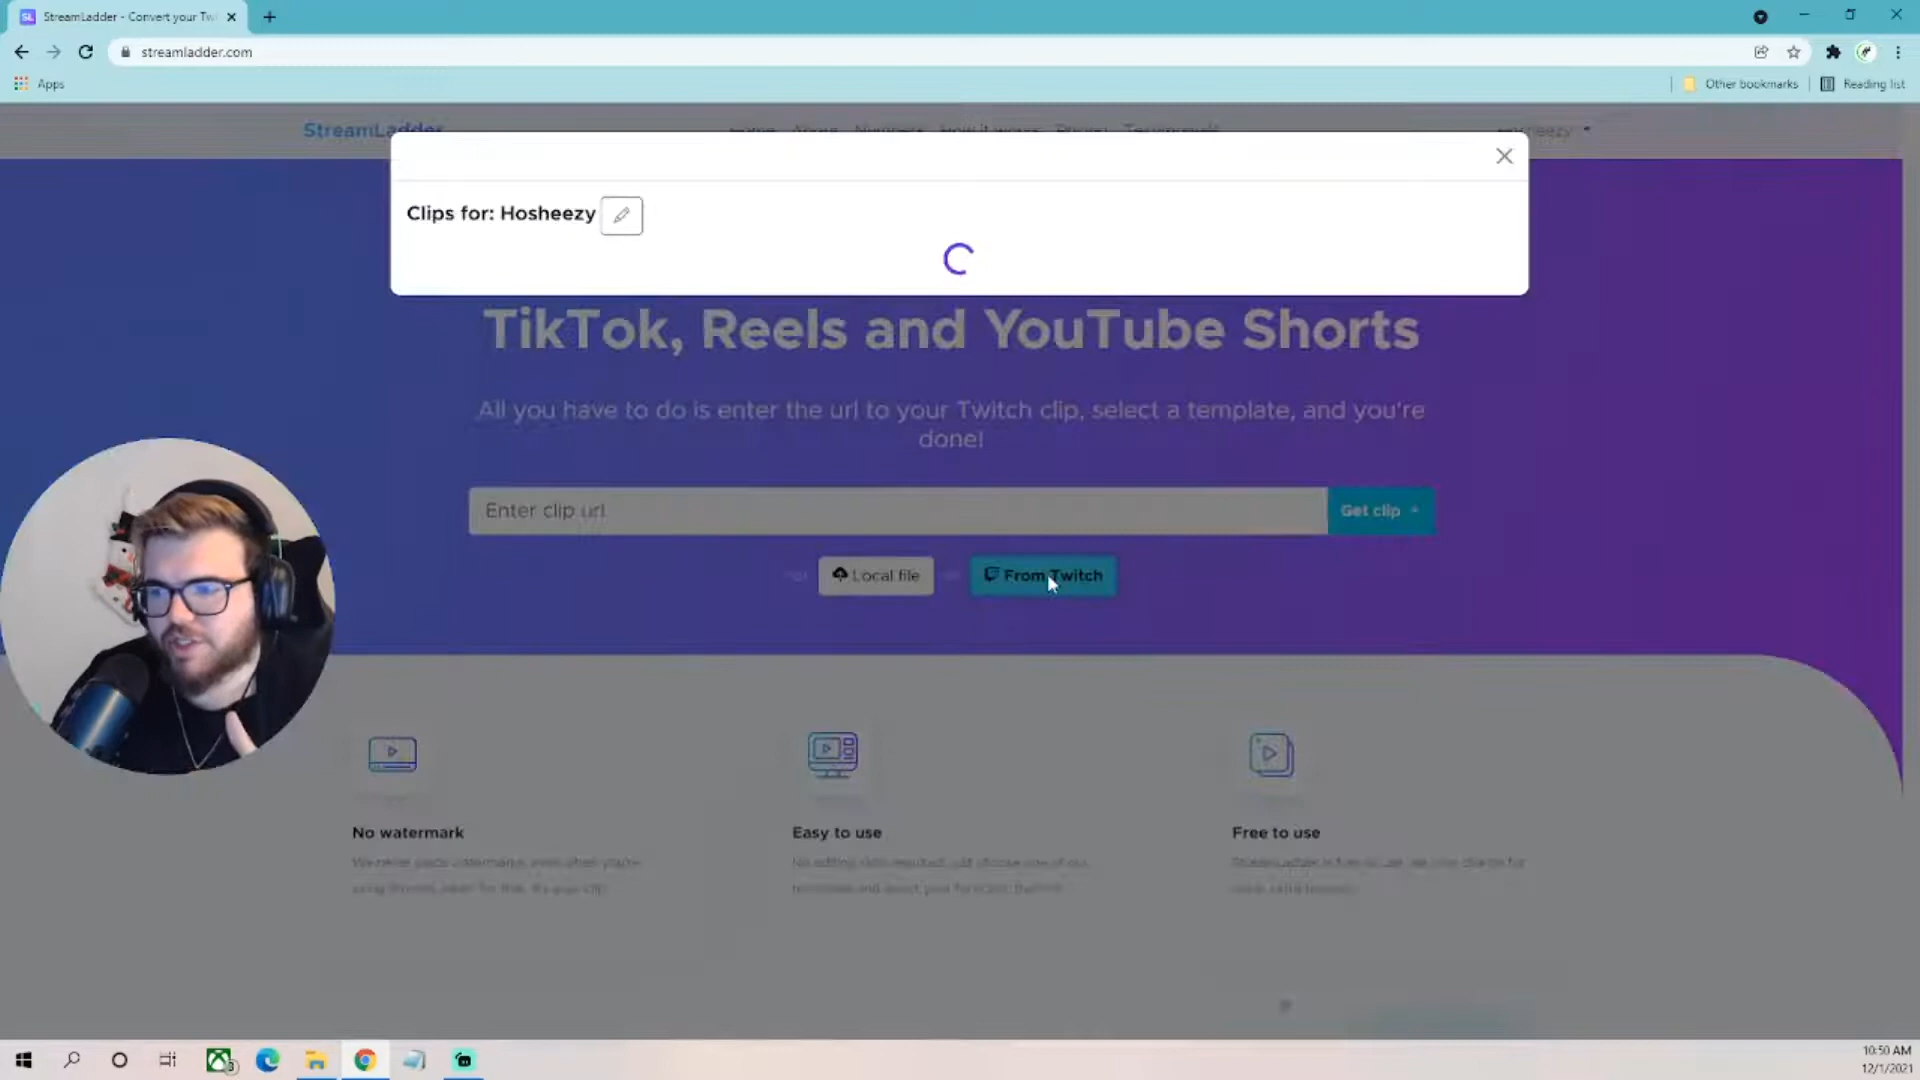 StreamLadder - Convert your Tw
streamladder.com
Apps
Other bookmarks
Reading list
StreamLadder
Clips for: Hosheezy
TikTok, Reels and YouTube Shorts
All you have to do is enter the url to your Twitch clip, select a template, and you're
done!
Enter clip url
Get clip
Local file
From Twitch
No watermark
Easy to use
Free to use
10:50 AM
12/1/2021